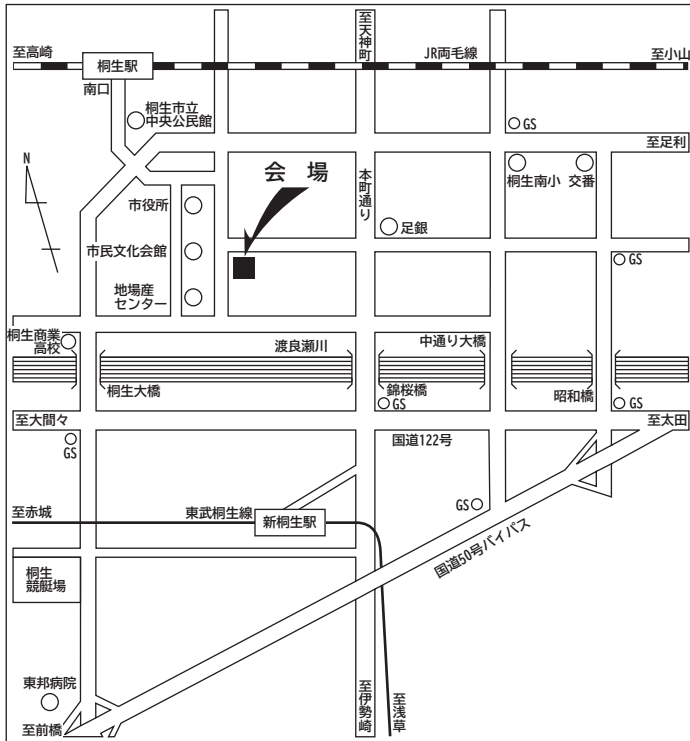 至高崎
桐生駅
南口
至天神町
JR両毛線
至小山
桐生市立
中央公民館
GS
至足利
N
会 場
本町通り
桐生南小
交番
市役所
足銀
市民文化会館
GS
地場産
センター
桐生商業
高校
渡良瀬川
中通り大橋
桐生大橋
錦桜橋
昭和橋
GS
GS
至大間々
至太田
GS
国道122号
GS
至赤城
東武桐生線
新桐生駅
国道50号バイパス
桐生
競艇場
東邦病院
至前橋
至伊勢崎
至浅草